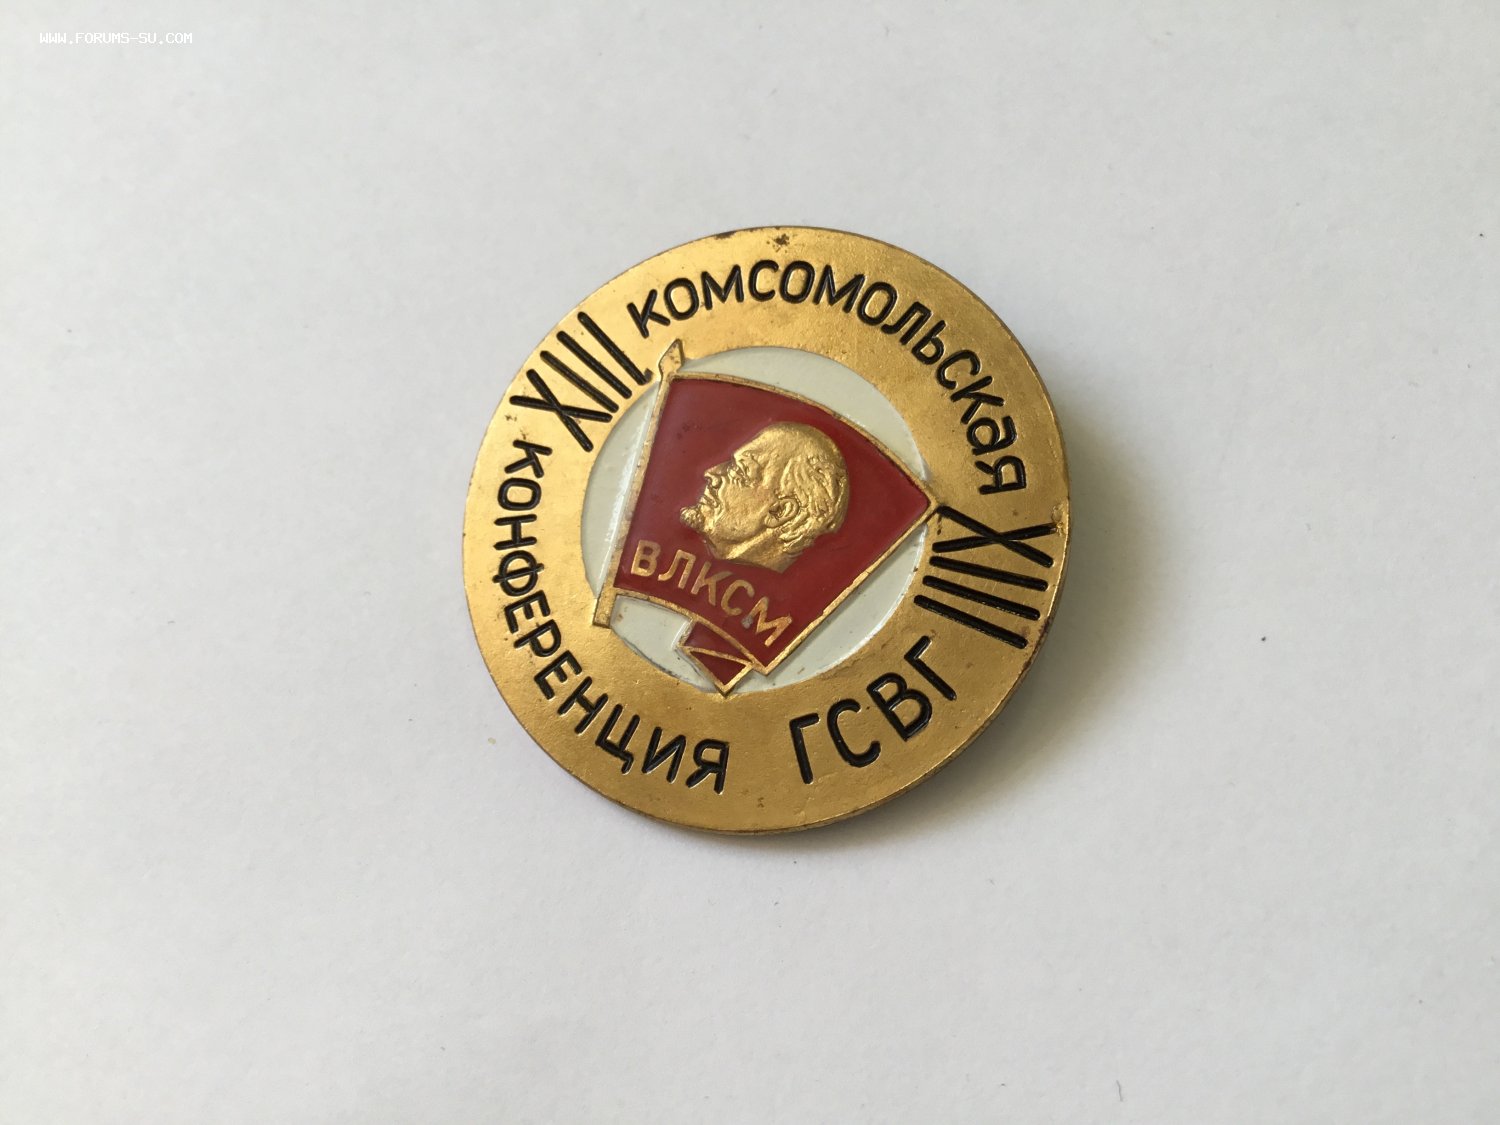 WWW.FORUMS-SU.COM
XIII КОМСОМОЛЬСКАЯ XIII
КОНФЕРЕНЦИЯ ГСВГ
ВЛКСМ